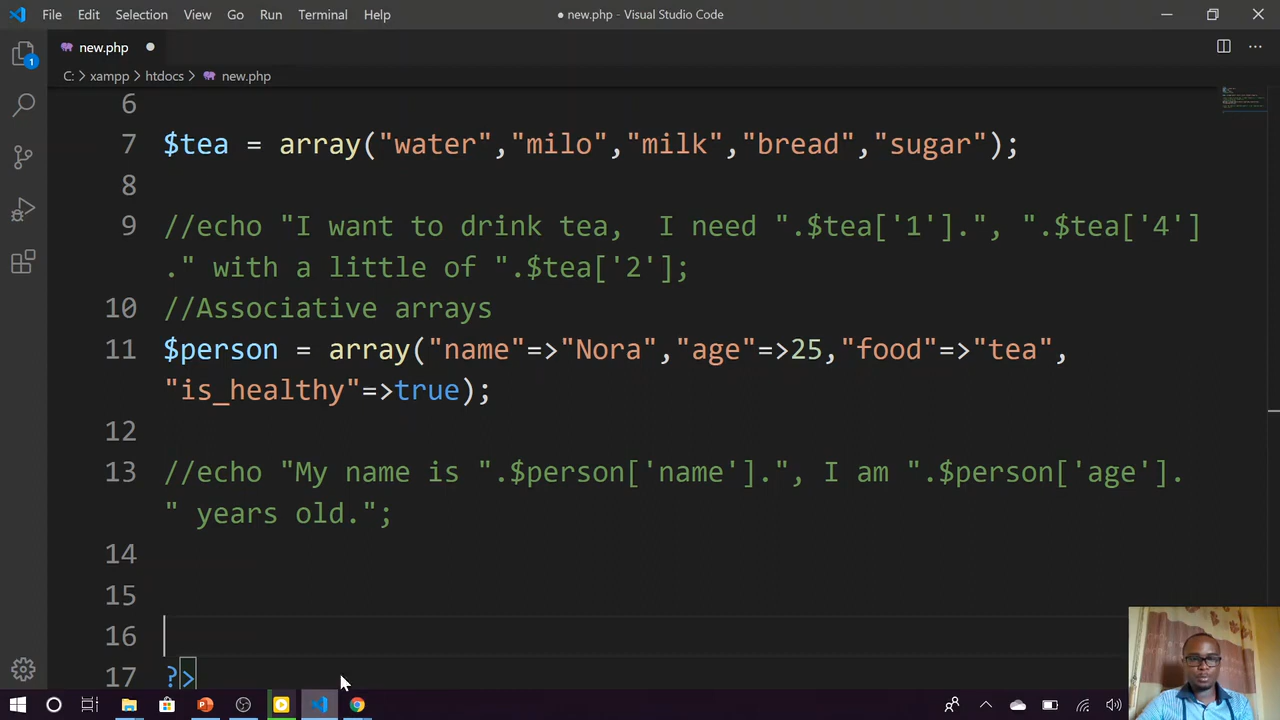 File Edit Selection View Go Run Terminal Help ● new.php - Visual Studio Code
new.php
C: > xampp > htdocs > new.php
1
6
7 $tea = array("water","milo","milk","bread","sugar");
8
9 //echo "I want to drink tea,  I need ".$tea['1'].", ".$tea['4']
." with a little of ".$tea['2'];
10 //Associative arrays
11 $person = array("name"=>"Nora","age"=>25,"food"=>"tea",
"is_healthy"=>true);
12
13 //echo "My name is ".$person['name'].", I am ".$person['age'].
" years old.";
14
15
16
17 ?>